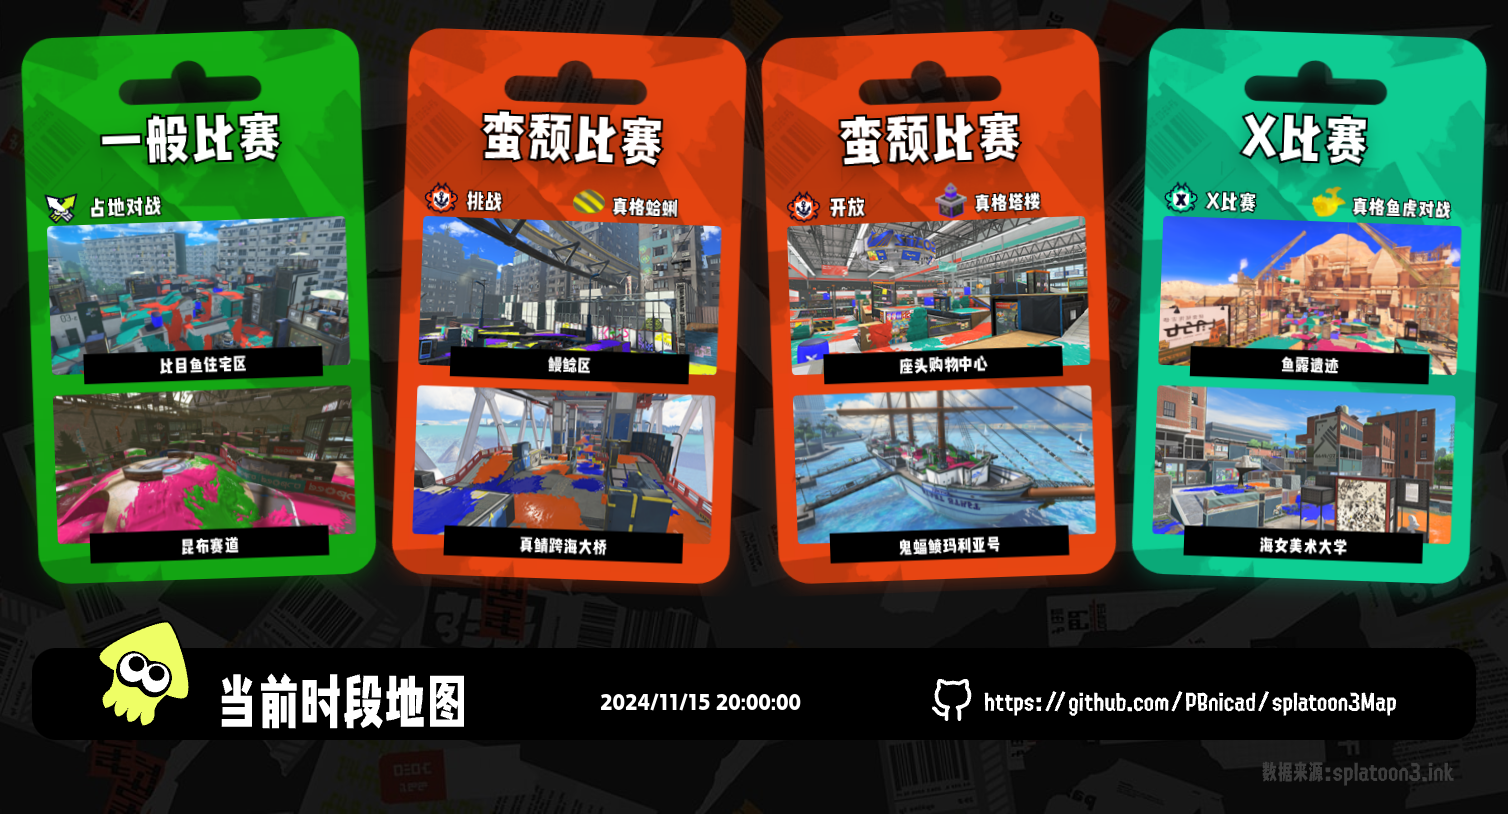 一般比赛
占地对战
比目鱼住宅区
昆布赛道
蛮颓比赛
挑战
真格蛤蜊
鳗鲶区
真鲭跨海大桥
蛮颓比赛
开放
真格塔楼
座头购物中心
鬼蝠鲼玛利亚号
X比赛
X比赛
真格鱼虎对战
鱼露遗迹
海女美术大学
当前时段地图
2024/11/15 20:00:00
https://github.com/PBnicad/splatoon3Map
数据来源:splatoon3.ink